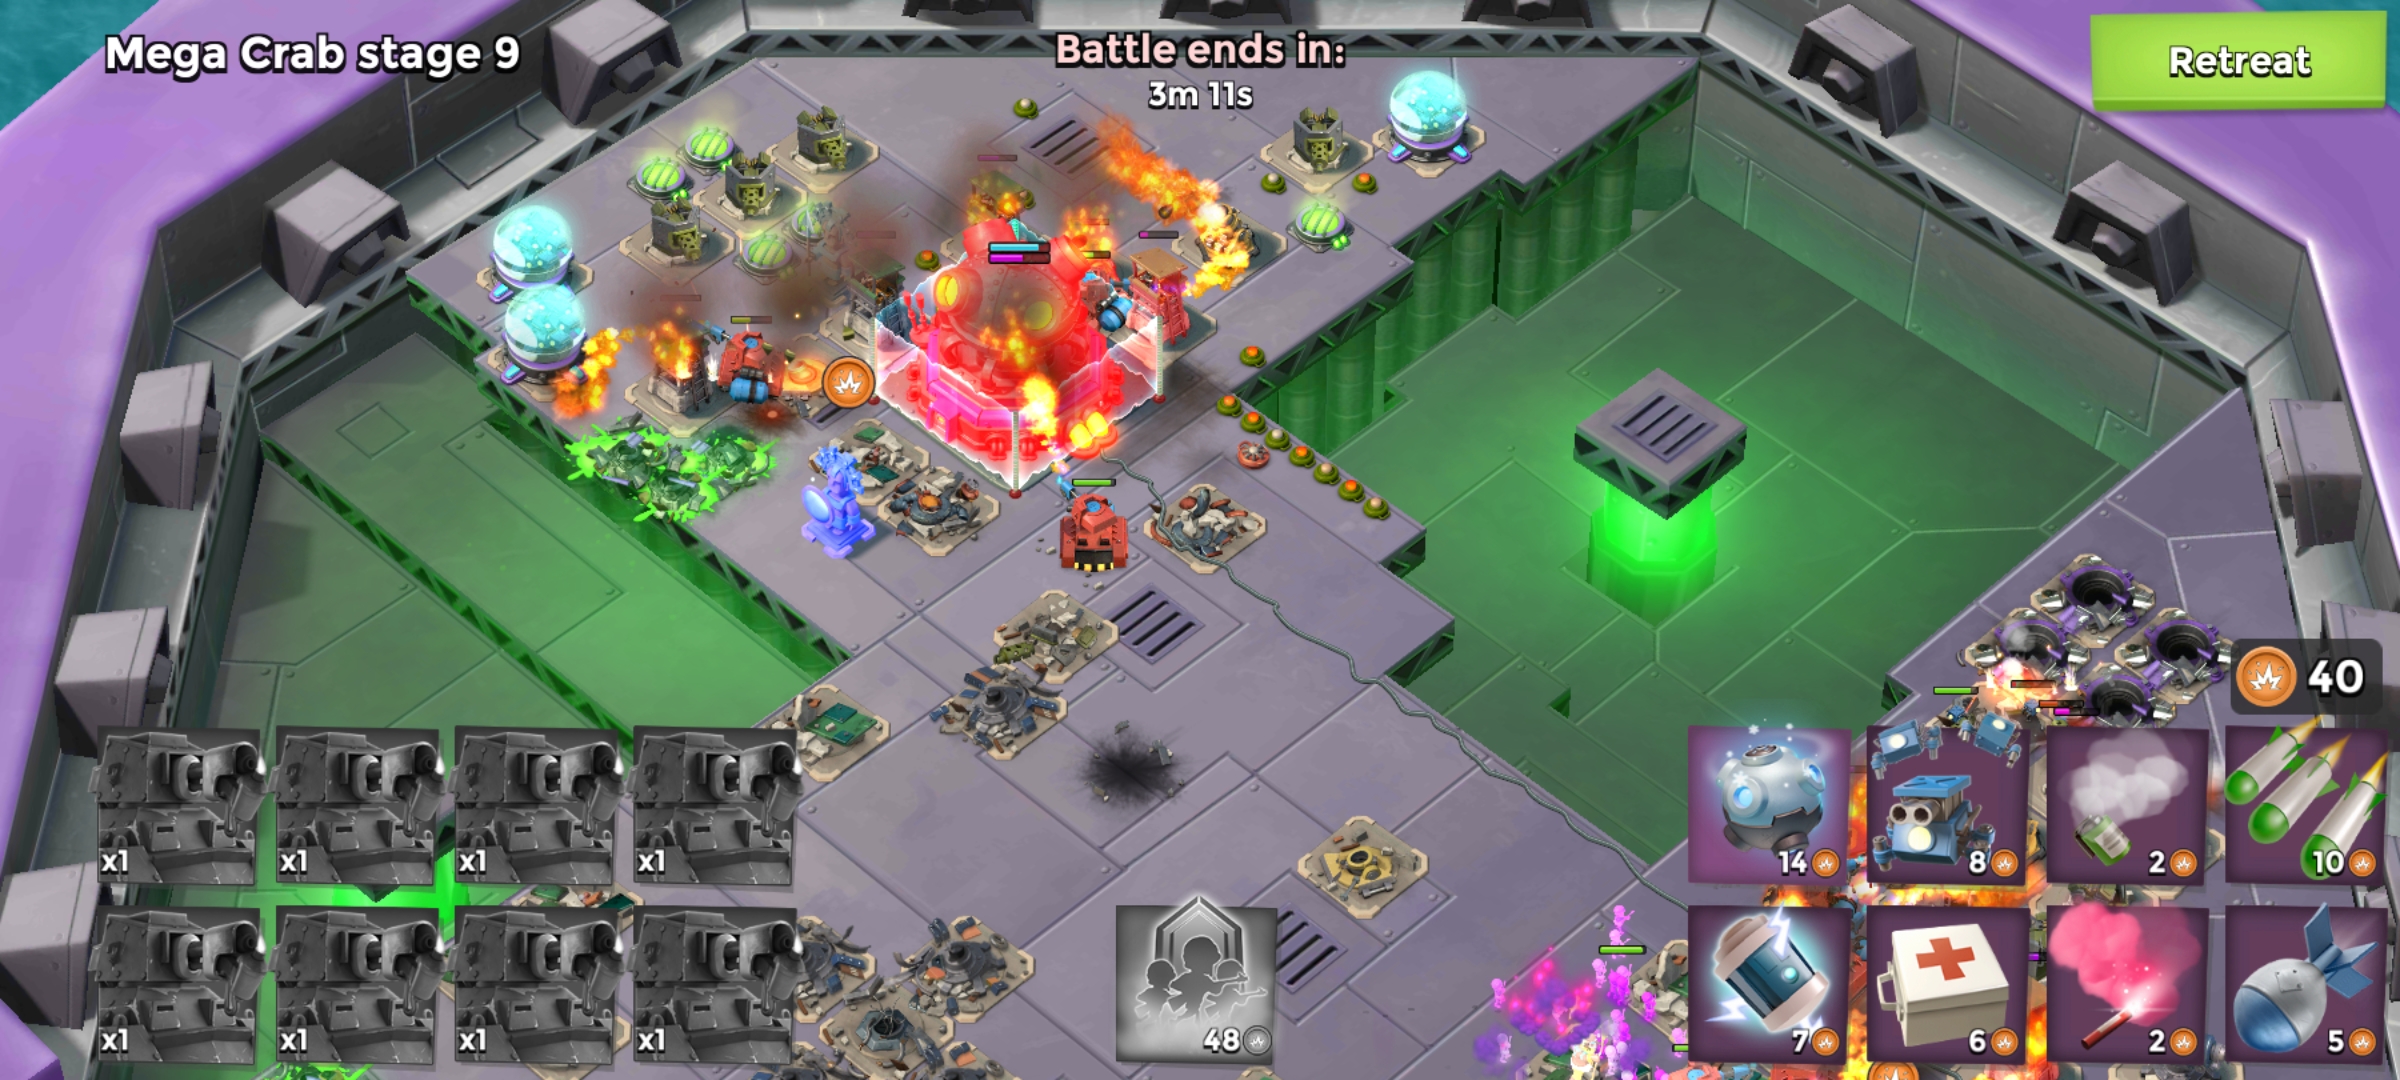 Mega Crab stage 9
Battle ends in:
3m 11s
Retreat
40
x1
x1
x1
x1
14
8
2
10
x1
x1
x1
x1
48
7
6
2
5